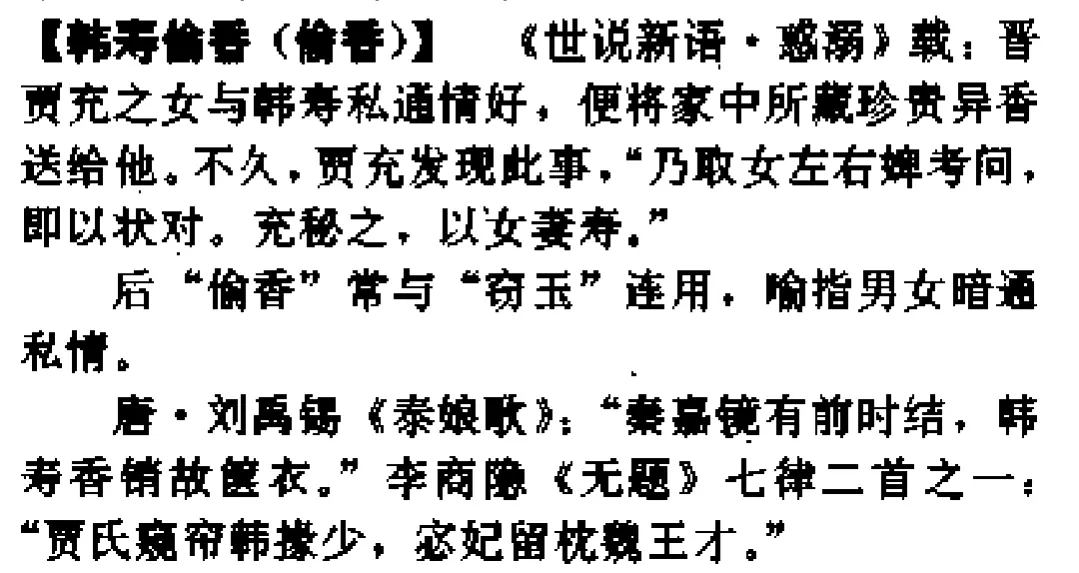 【韩寿偷香(偷香)】 《世说新语·惑溺》载:晋
贾充之女与韩寿私通情好,便将家中所藏珍贵异香
送给他。不久,贾充发现此事,“乃取女左右婢考问,
即以状对。充秘之,以女妻寿。”
后“偷香”常与“窃玉”连用,喻指男女暗通
私情。
唐·刘禹锡《泰娘歌》:“秦嘉镜有前时结,韩
寿香销故箧衣。”李商隐《无题》七律二首之一:
“贾氏窥帘韩掾少,宓妃留枕魏王才。”